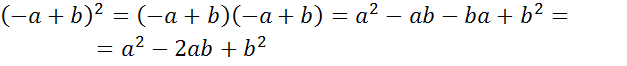 (−a + b)² = (−a + b)(−a + b) = a² − ab − ba + b² =
= a² − 2ab + b²